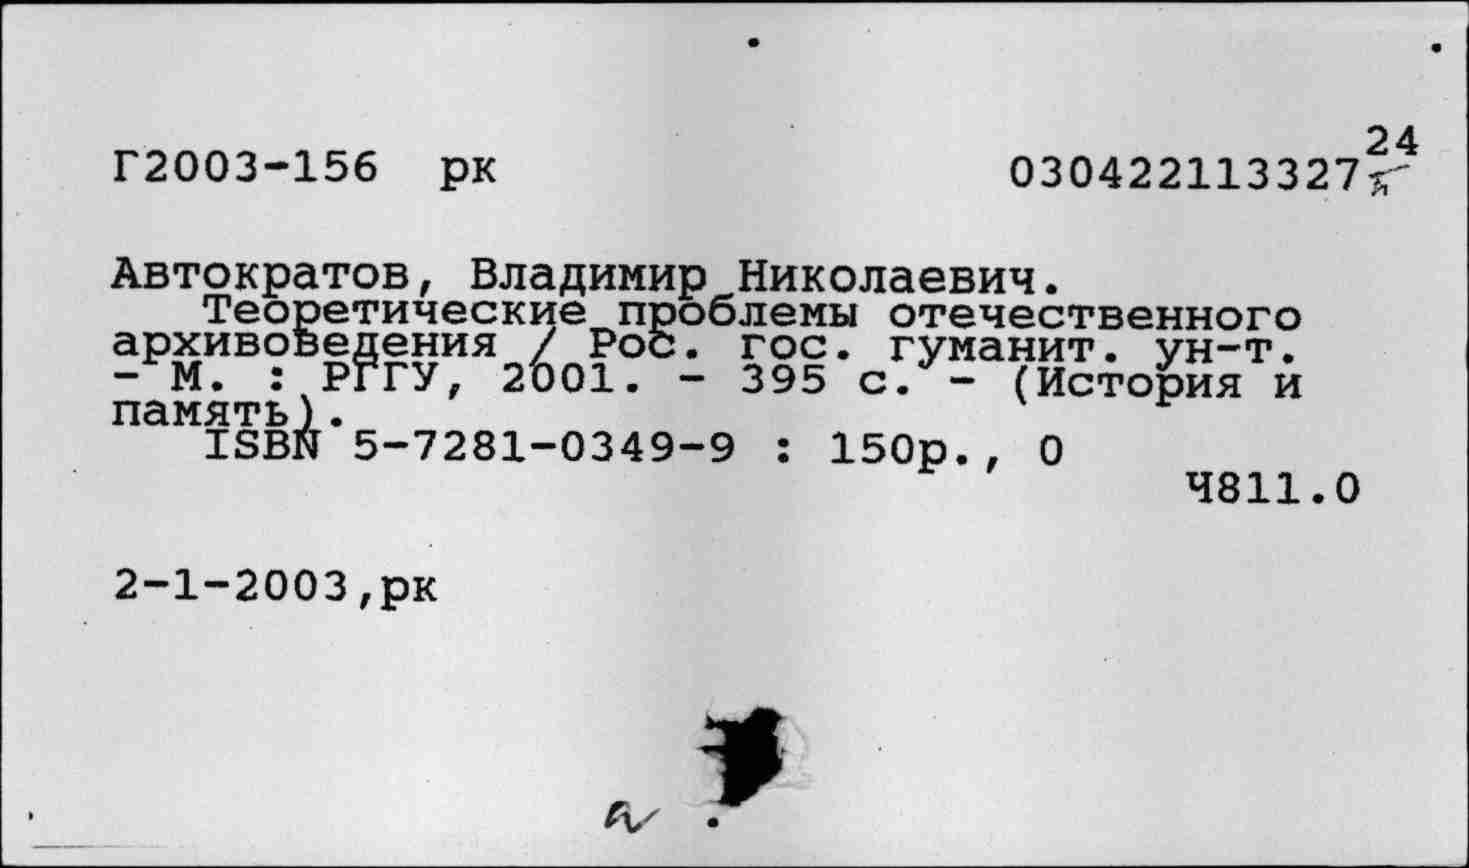 24
Г2003-156 рк 030422113327
Автократов, Владимир Николаевич.
Теоретические проблемы отечественного
архивоведения / Рос. гос. гуманит. ун-т.
- М. : РГГУ, 2001. - 395 с. - (История и
память).
ISBN 5-7281-0349-9 : 150р., 0
Ч811.0
2-1-2003,рк